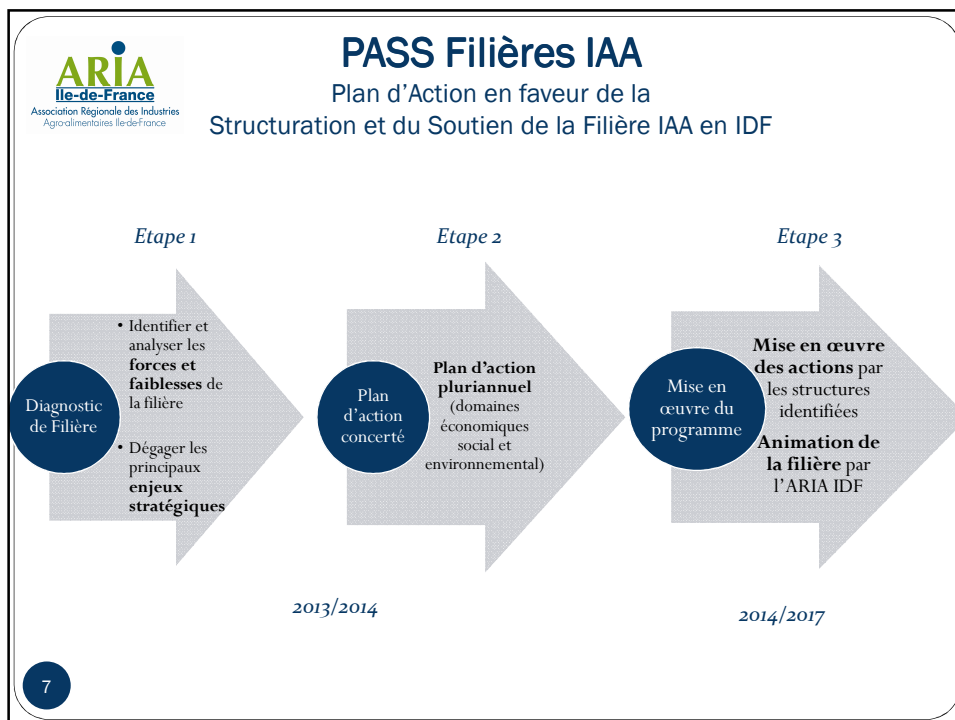 ARIA
Ile-de-France
Association Régionale des Industries
Agro-alimentaires Ile-de-France
PASS Filières IAA
Plan d'Action en faveur de la
Structuration et du Soutien de la Filière IAA en IDF
Etape 1
Diagnostic
de Filière
• Identifier et
analyser les
forces et
faiblesses de
la filière
• Dégager les
principaux
enjeux
stratégiques
Etape 2
Plan
d'action
concerté
Plan d'action
pluriannuel
(domaines
économiques
social et
environnemental)
Etape 3
Mise en
œuvre du
programme
Mise en œuvre
des actions par
les structures
identifiées
Animation de
la filière par
l'ARIA IDF
2013/2014
2014/2017
7